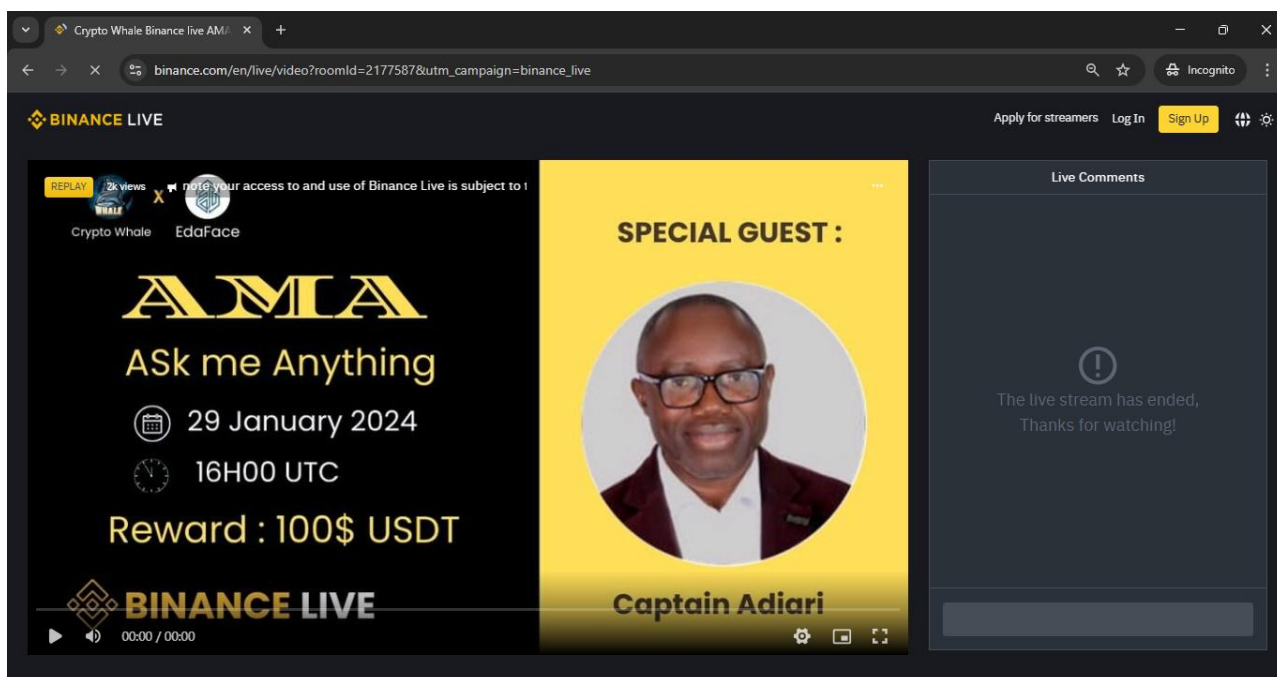 Crypto Whale Binance live AMA
binance.com/en/live/video?roomId=2177587&utm_campaign=binance_live
Incognito
BINANCE LIVE
Apply for streamers Log In Sign Up
REPLAY 2k views note your access to and use of Binance Live is subject to t
WHALE X
Crypto Whale EdaFace
AMA
ASk me Anything
29 January 2024
16H00 UTC
Reward : 100$ USDT
BINANCE LIVE
SPECIAL GUEST :
Captain Adiari
00:00 / 00:00
Live Comments
The live stream has ended,
Thanks for watching!